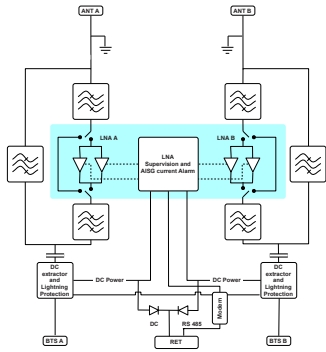 ANT A
ANT B
LNA A
LNA B
LNA
Supervision and
AISG current Alarm
DC
extractor
and
Lightning
Protection
DC Power
DC Power
DC
extractor
and
Lightning
Protection
Modem
DC
RS 485
BTS A
RET
BTS B